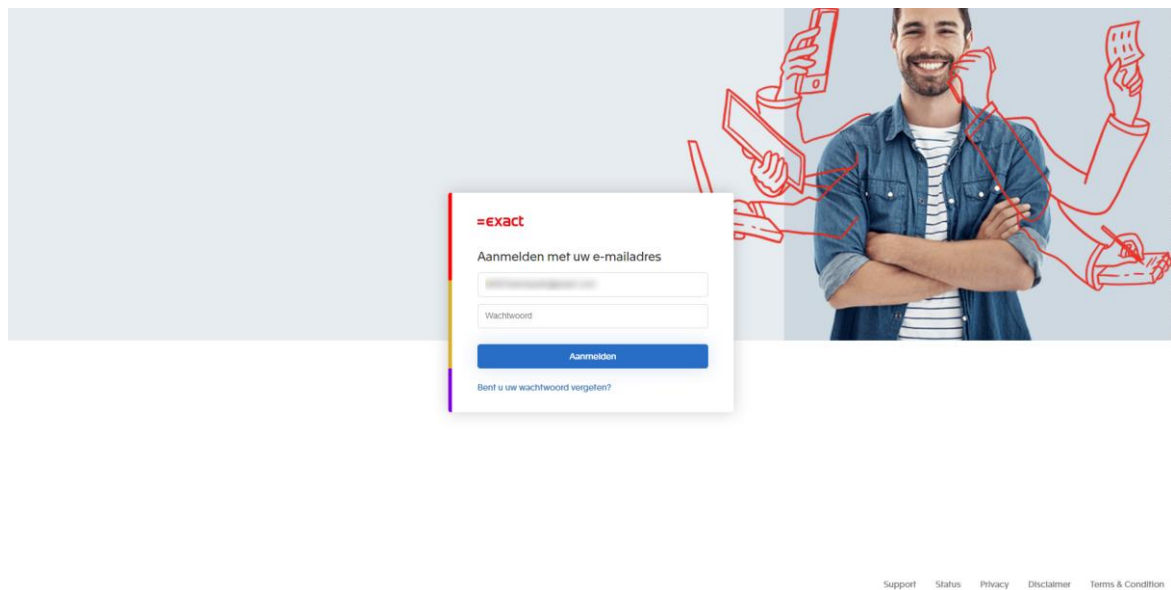 =exact
Aanmelden met uw e-mailadres
Wachtwoord
Aanmelden
Bent u uw wachtwoord vergeten?
Support Status Privacy Disclaimer Terms & Condition